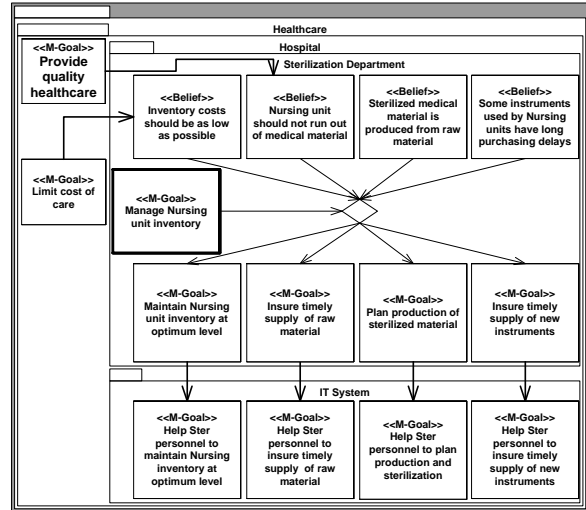 Healthcare
<<M-Goal>>
Provide
quality
healthcare
Hospital
Sterilization Department
<<Belief>>
Inventory costs
should be as low
as possible
<<Belief>>
Nursing unit
should not run out
of medical material
<<Belief>>
Sterilized medical
material is
produced from raw
material
<<Belief>>
Some instruments
used by Nursing
units have long
purchasing delays
<<M-Goal>>
Limit cost of
care
<<M-Goal>>
Manage Nursing
unit inventory
<<M-Goal>>
Maintain Nursing
unit inventory at
optimum level
<<M-Goal>>
Insure timely
supply of raw
material
<<M-Goal>>
Plan production of
sterilized material
<<M-Goal>>
Insure timely
supply of new
instruments
IT System
<<M-Goal>>
Help Ster
personnel to
maintain Nursing
inventory at
optimum level
<<M-Goal>>
Help Ster
personnel to
insure timely
supply of raw
material
<<M-Goal>>
Help Ster
personnel to plan
production and
sterilization
<<M-Goal>>
Help Ster
personnel to
insure timely
supply of new
instruments